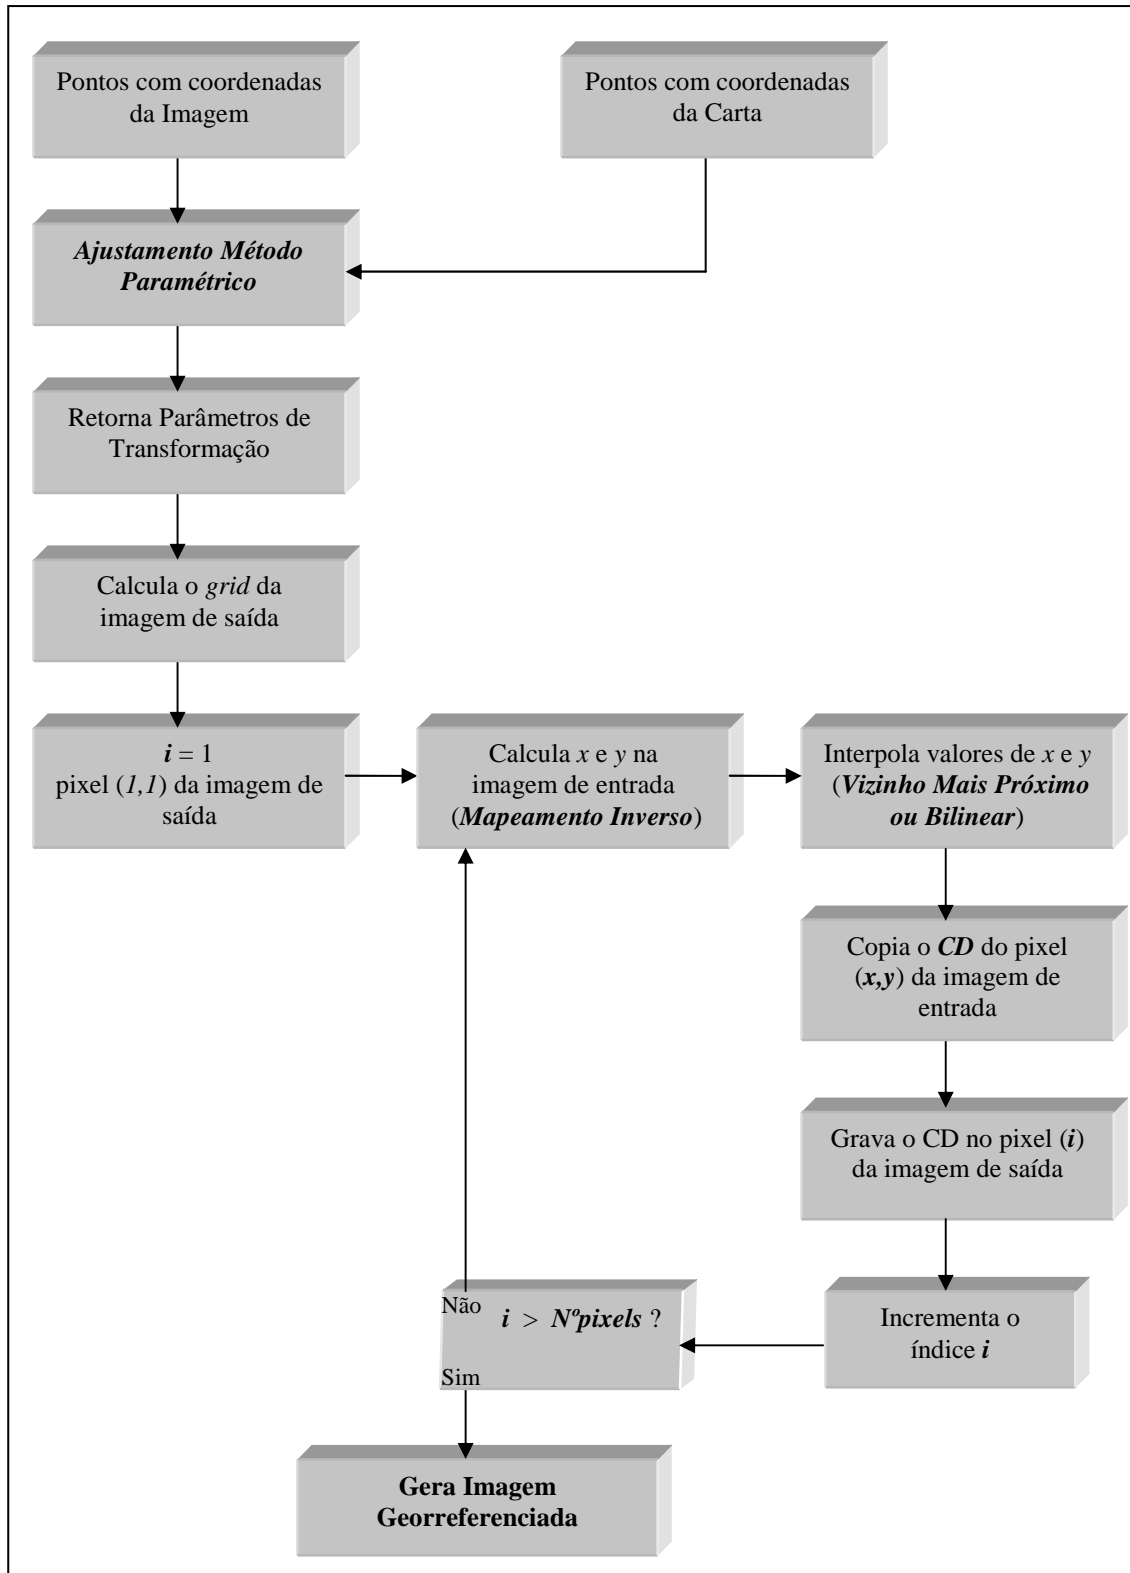 Pontos com coordenadas
da Imagem
Pontos com coordenadas
da Carta
Ajustamento Método
Paramétrico
Retorna Parâmetros de
Transformação
Calcula o grid da
imagem de saída
i = 1
pixel (1,1) da imagem de
saída
Calcula x e y na
imagem de entrada
(Mapeamento Inverso)
Interpola valores de x e y
(Vizinho Mais Próximo
ou Bilinear)
Copia o CD do pixel
(x,y) da imagem de
entrada
Grava o CD no pixel (i)
da imagem de saída
Incrementa o
índice i
Não
i > Nºpixels ?
Sim
Gera Imagem
Georreferenciada